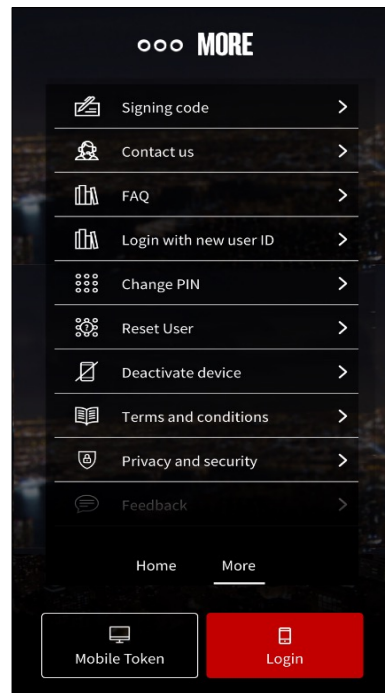 MORE
Signing code
Contact us
FAQ
Login with new user ID
Change PIN
Reset User
Deactivate device
Terms and conditions
Privacy and security
Feedback
Home More
Mobile Token Login